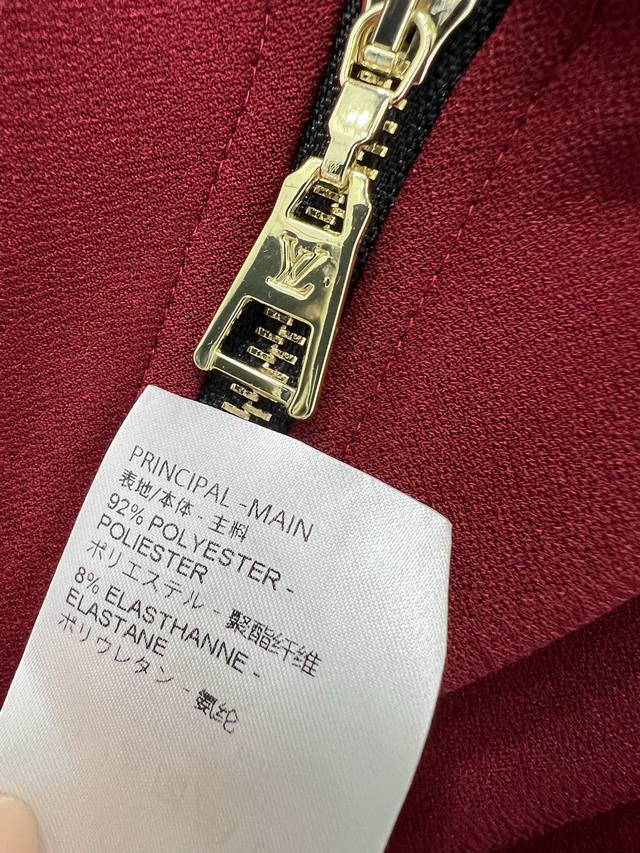 LV
PRINCIPAL -MAIN
表地/本体 - 主料
92% POLYESTER -
POLIESTER
ポリエステル - 聚酯纤维
8% ELASTHANNE -
ELASTANE
ポリウレタン - 氨纶